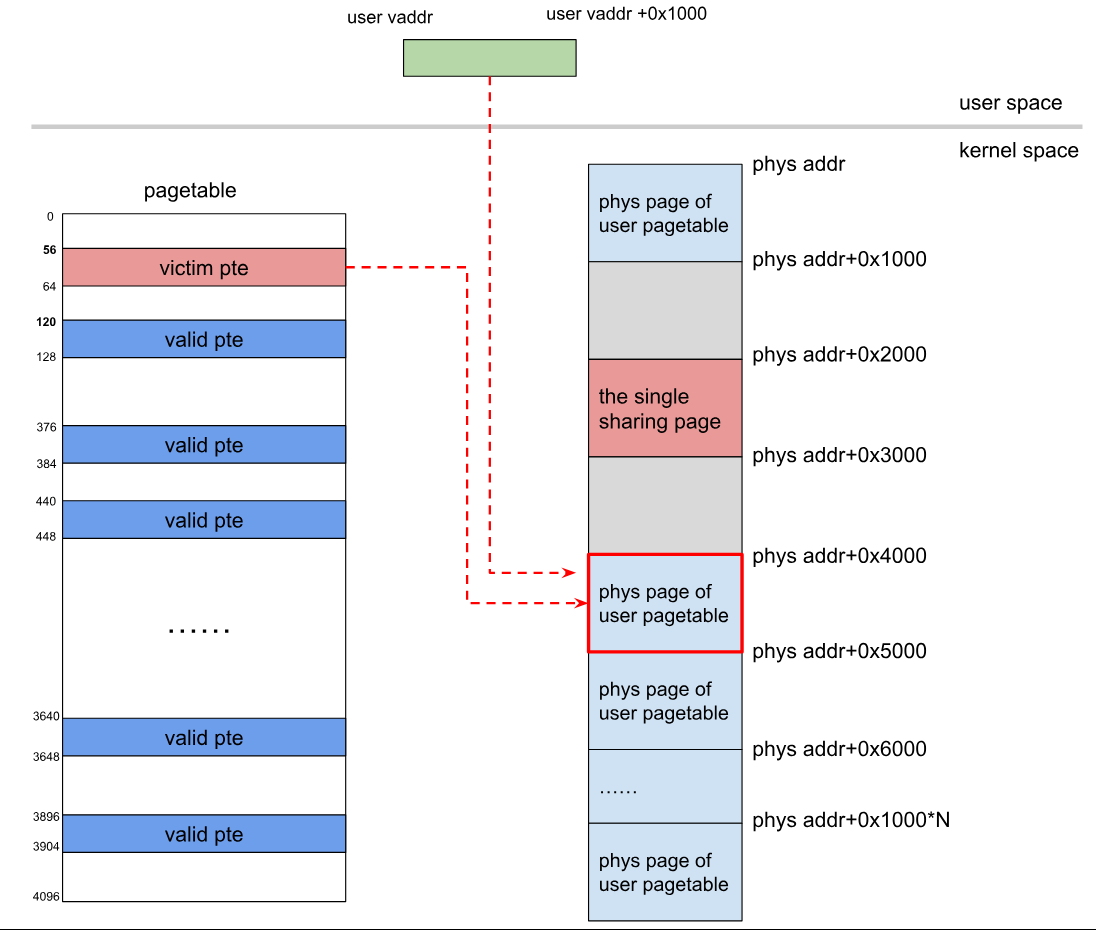 user vaddr
user vaddr +0x1000
user space
kernel space
pagetable
0
56
victim pte
64
120
valid pte
128
376
valid pte
384
440
valid pte
448
......
3640
valid pte
3648
3896
valid pte
3904
4096
phys addr
phys page of
user pagetable
phys addr+0x1000
phys addr+0x2000
the single
sharing page
phys addr+0x3000
phys addr+0x4000
phys page of
user pagetable
phys addr+0x5000
phys page of
user pagetable
phys addr+0x6000
......
phys addr+0x1000*N
phys page of
user pagetable